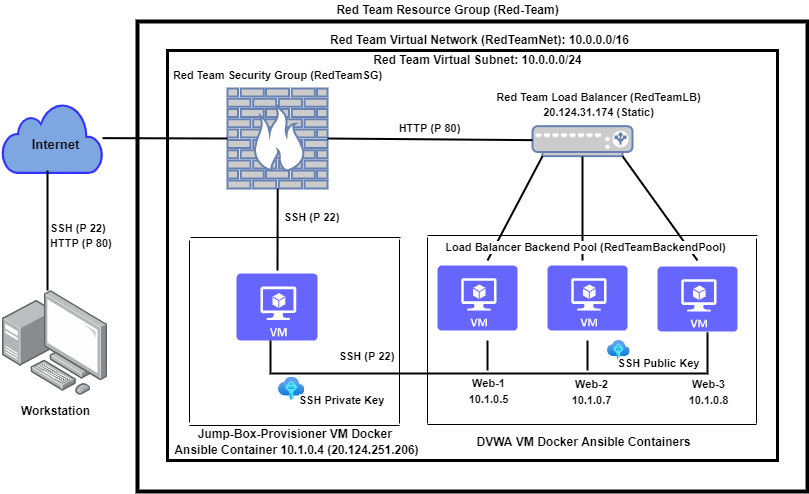 Red Team Resource Group (Red-Team)
Red Team Virtual Network (RedTeamNet): 10.0.0.0/16
Red Team Virtual Subnet: 10.0.0.0/24
Red Team Security Group (RedTeamSG)
Red Team Load Balancer (RedTeamLB)
20.124.31.174 (Static)
HTTP (P 80)
Internet
SSH (P 22)
SSH (P 22)
HTTP (P 80)
Load Balancer Backend Pool (RedTeamBackendPool)
VM
VM
VM
VM
SSH (P 22)
SSH Public Key
SSH Private Key
Web-1
10.1.0.5
Web-2
10.1.0.7
Web-3
10.1.0.8
Workstation
Jump-Box-Provisioner VM Docker
Ansible Container 10.1.0.4 (20.124.251.206)
DVWA VM Docker Ansible Containers